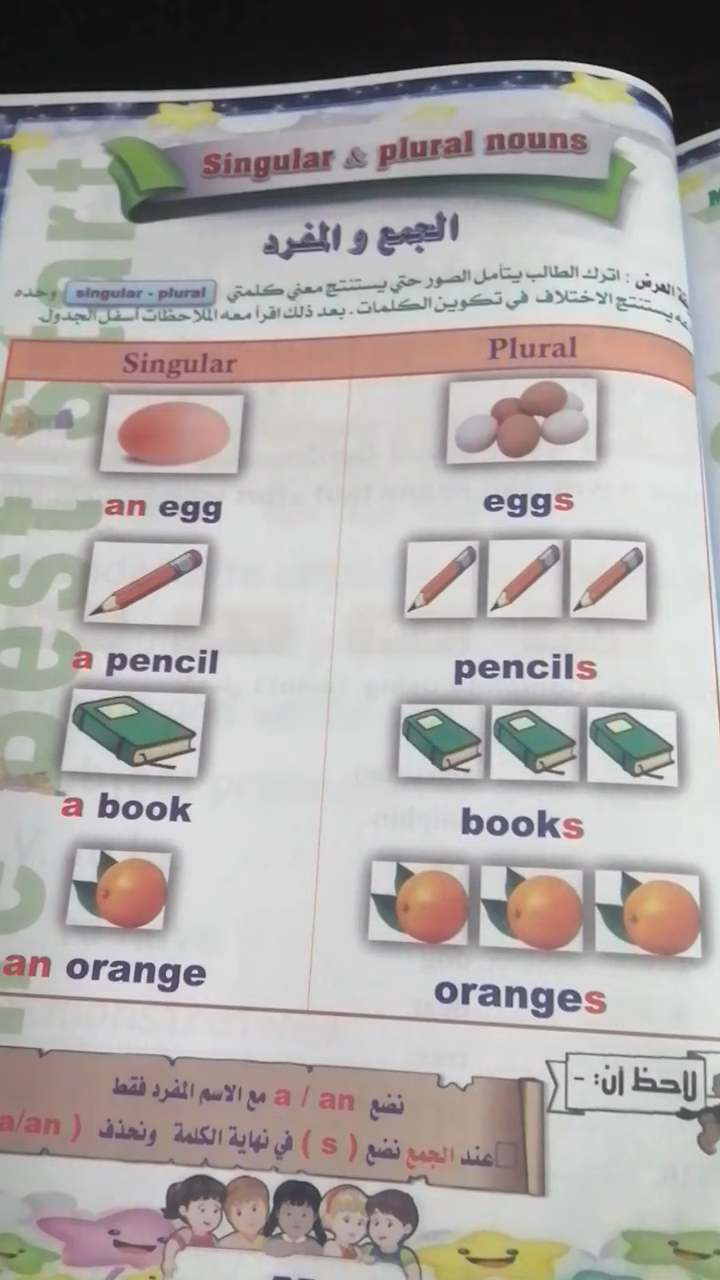 Singular & plural nouns
الجمع و المفرد
العرض : اترك الطالب يتأمل الصور حتي يستنتج معني كلمتي singular - plural وحده
يستنتج الاختلاف في تكوين الكلمات . بعد ذلك اقرأ معه الملاحظات أسفل الجدول.
Singular Plural
an egg eggs
a pencil pencils
a book books
an orange oranges
لاحظ أن: -
نضع a / an مع الاسم المفرد فقط
عند الجمع نضع ( s ) في نهاية الكلمة ونحذف ( a/an